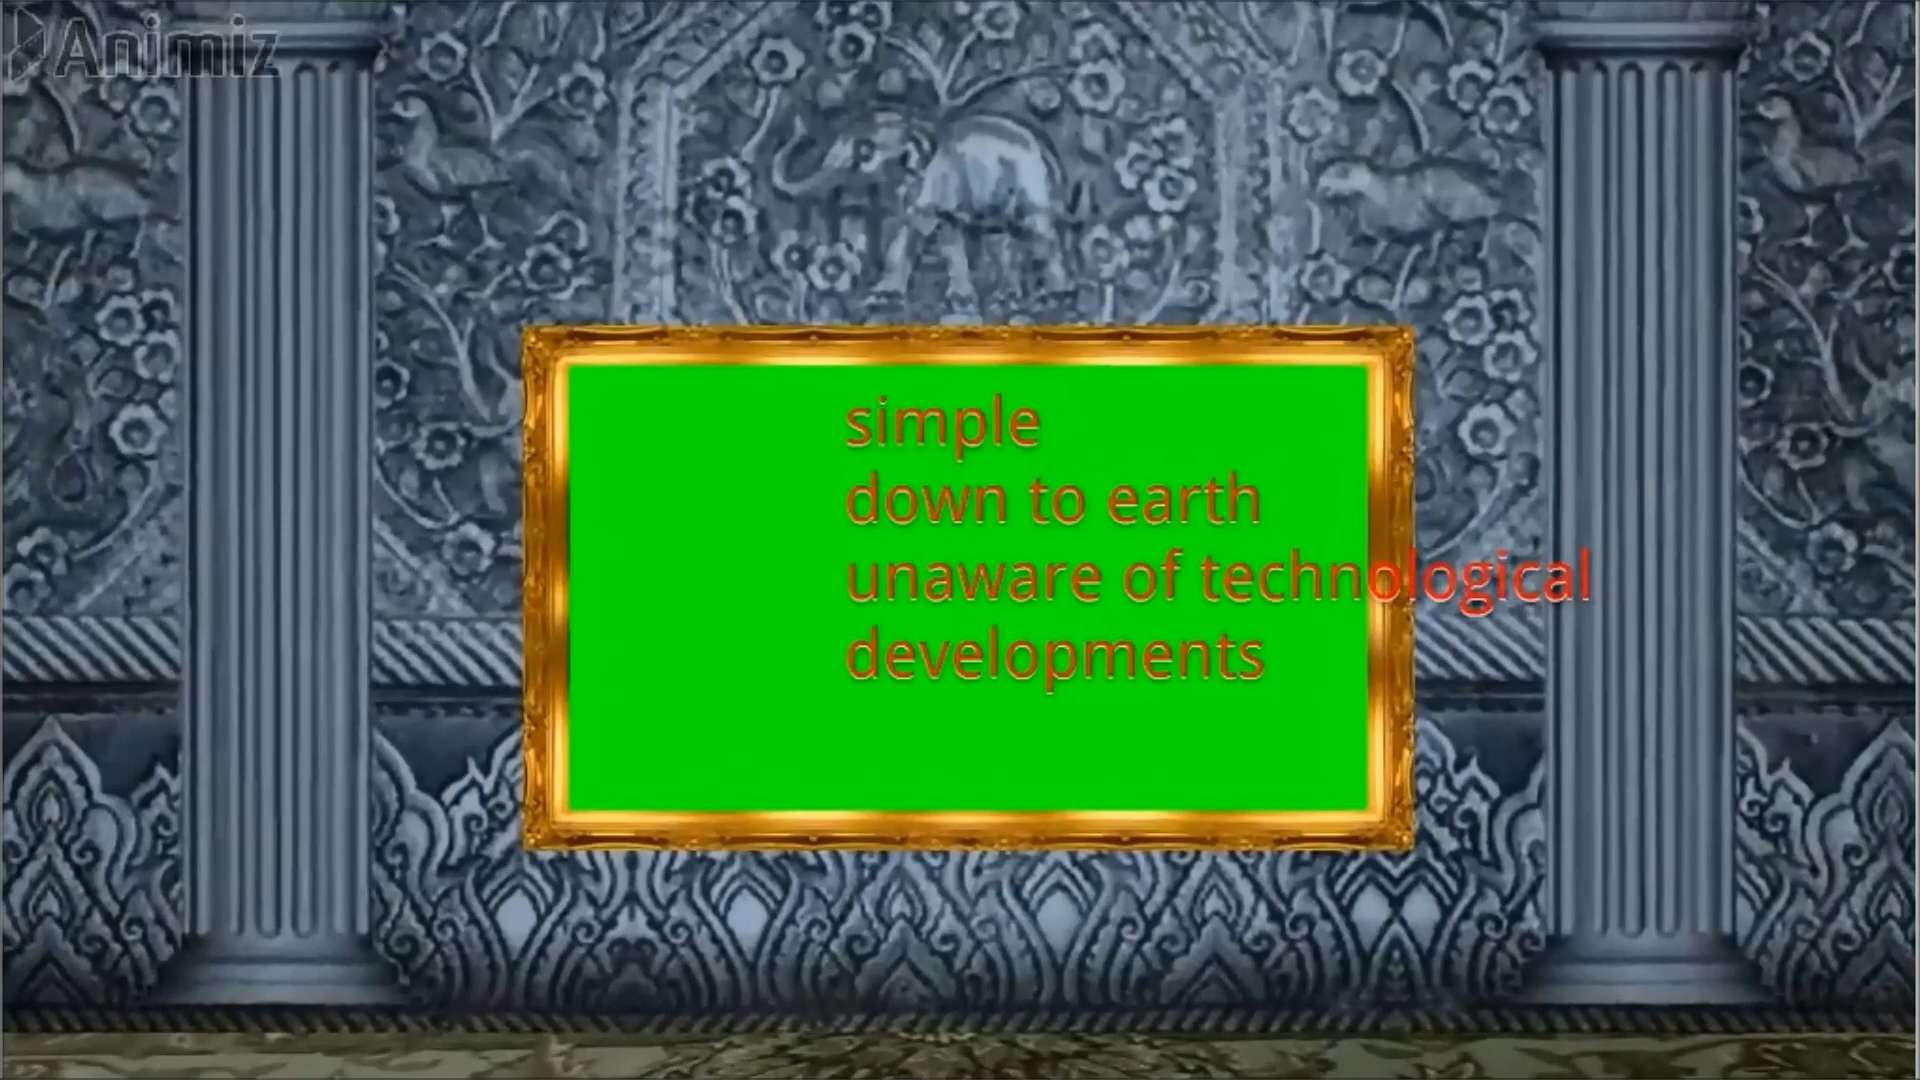 Animiz
simple
down to earth
unaware of technological
developments